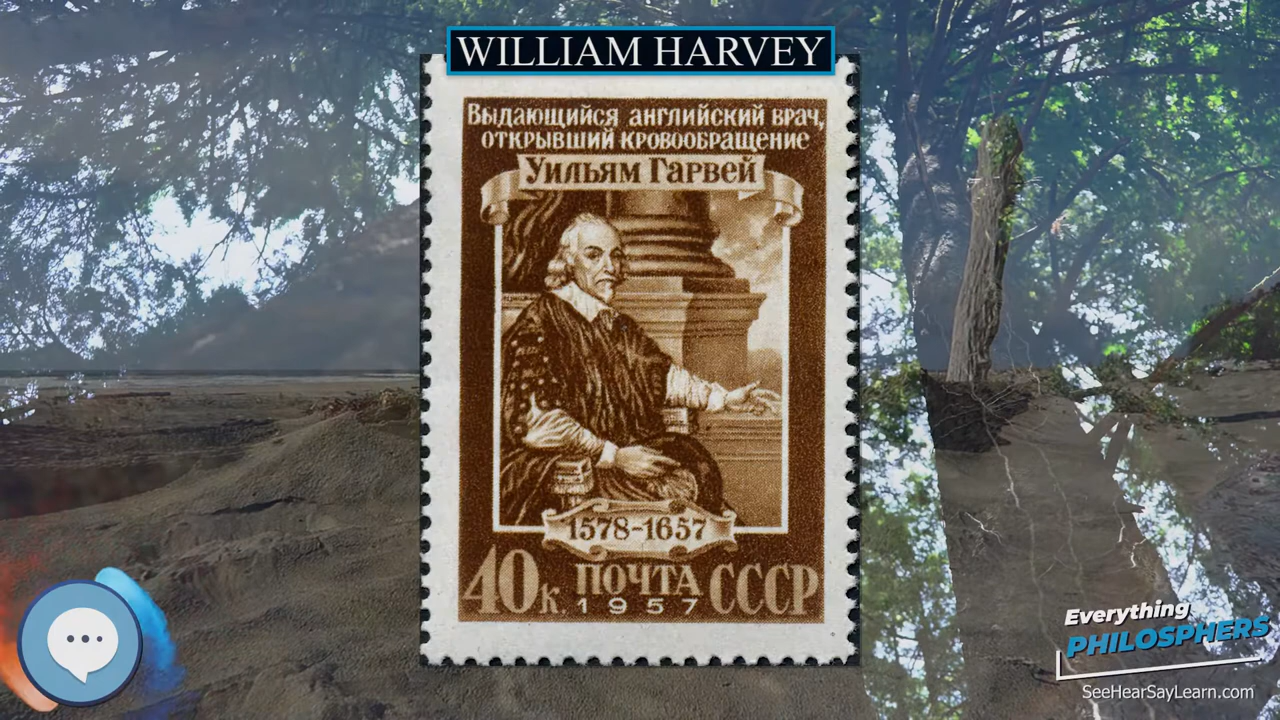 WILLIAM HARVEY
Выдающийся английский врач,
открывший кровообращение
Уильям Гарвей
1578-1657
40к. ПОЧТА СССР
1957
Everything
PHILOSPHERS
SeeHearSayLearn.com